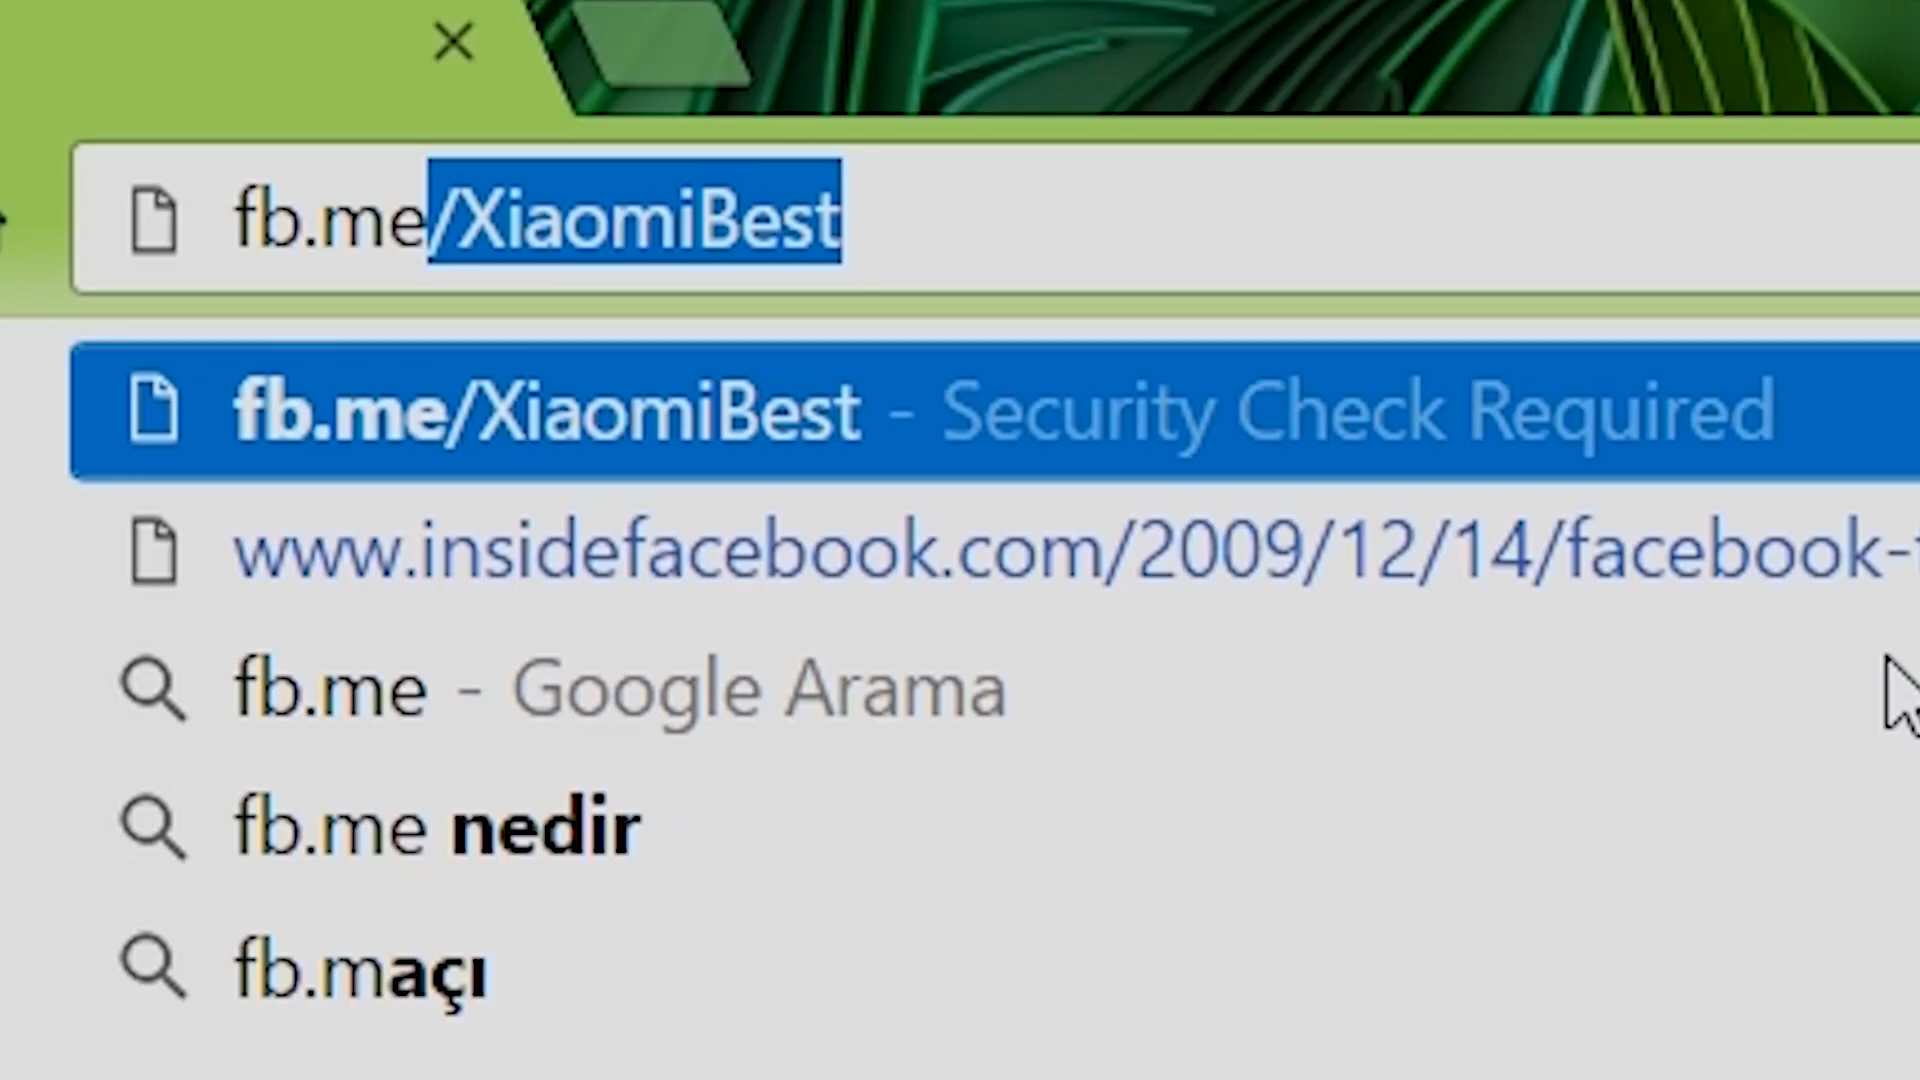 fb.me/XiaomiBest
fb.me/XiaomiBest - Security Check Required
www.insidefacebook.com/2009/12/14/facebook-
fb.me - Google Arama
fb.me nedir
fb.maçı